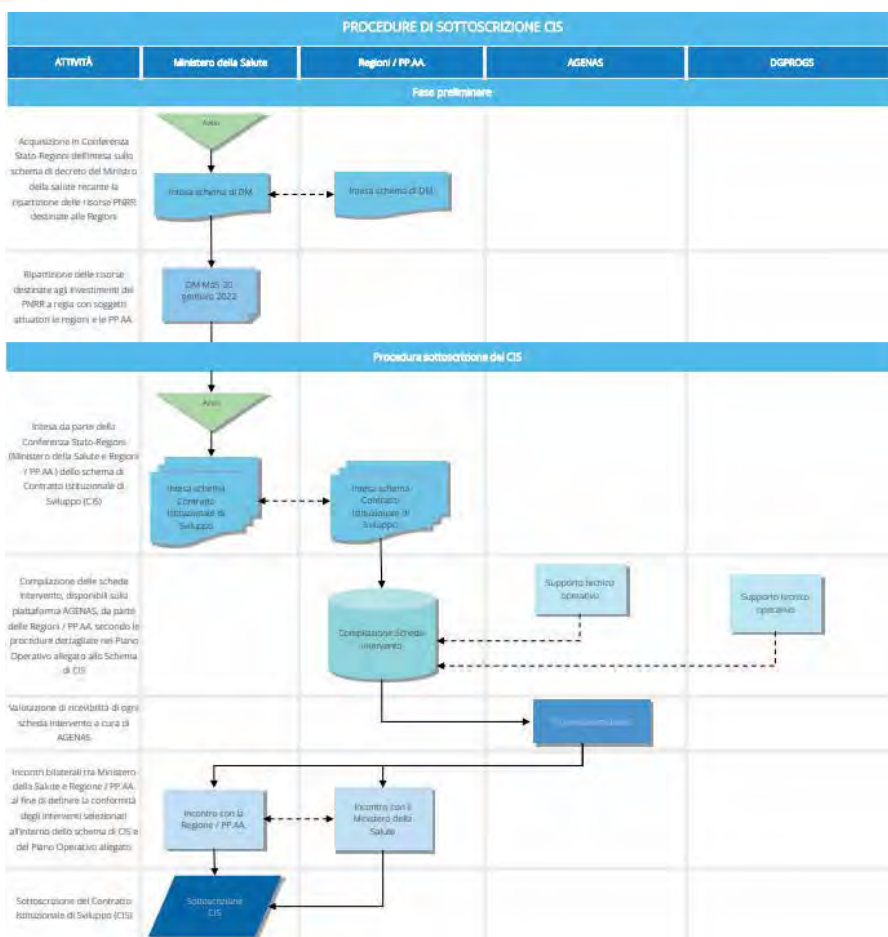 PROCEDURE DI SOTTOSCRIZIONE CIS
ATTIVITÀ
Ministero della Salute
Regioni / PP.AA.
AGENAS
DGPROGS
Fase preliminare
Acquisizione in Conferenza
Stato-Regioni dell'intesa sullo
schema di decreto del Ministro
della salute recante la
ripartizione delle risorse PNRR
destinate alle Regioni
Avvio
Intesa schema di DM
Intesa schema di DM
Ripartizione delle risorse
destinate agli investimenti del
PNRR a regia con soggetti
attuatori le regioni e le PP.AA.
DM MdS 20
gennaio 2022
Procedura sottoscrizione del CIS
Intesa da parte della
Conferenza Stato-Regioni
(Ministero della Salute e Regioni
/ PP.AA.) dello schema di
Contratto Istituzionale di
Sviluppo (CIS)
Avvio
Intesa schema
Contratto
Istituzionale di
Sviluppo
Intesa schema
Contratto
Istituzionale di
Sviluppo
Compilazione delle schede
Intervento, disponibili sulla
piattaforma AGENAS, da parte
delle Regioni / PP.AA. secondo le
procedure dettagliate nel Piano
Operativo allegato allo Schema
di CIS
Compilazione Schede
intervento
Supporto tecnico
operativo
Supporto tecnico
operativo
Valutazione di ricevibilità di ogni
scheda intervento a cura di
AGENAS
Incontri bilaterali tra Ministero
della Salute e Regione / PP.AA.
al fine di definire la conformità
degli interventi selezionati
all'interno dello schema di CIS e
del Piano Operativo allegato
Incontro con la
Regione / PP.AA.
Incontro con il
Ministero della
Salute
Sottoscrizione del Contratto
Istituzionale di Sviluppo (CIS)
Sottoscrizione
CIS